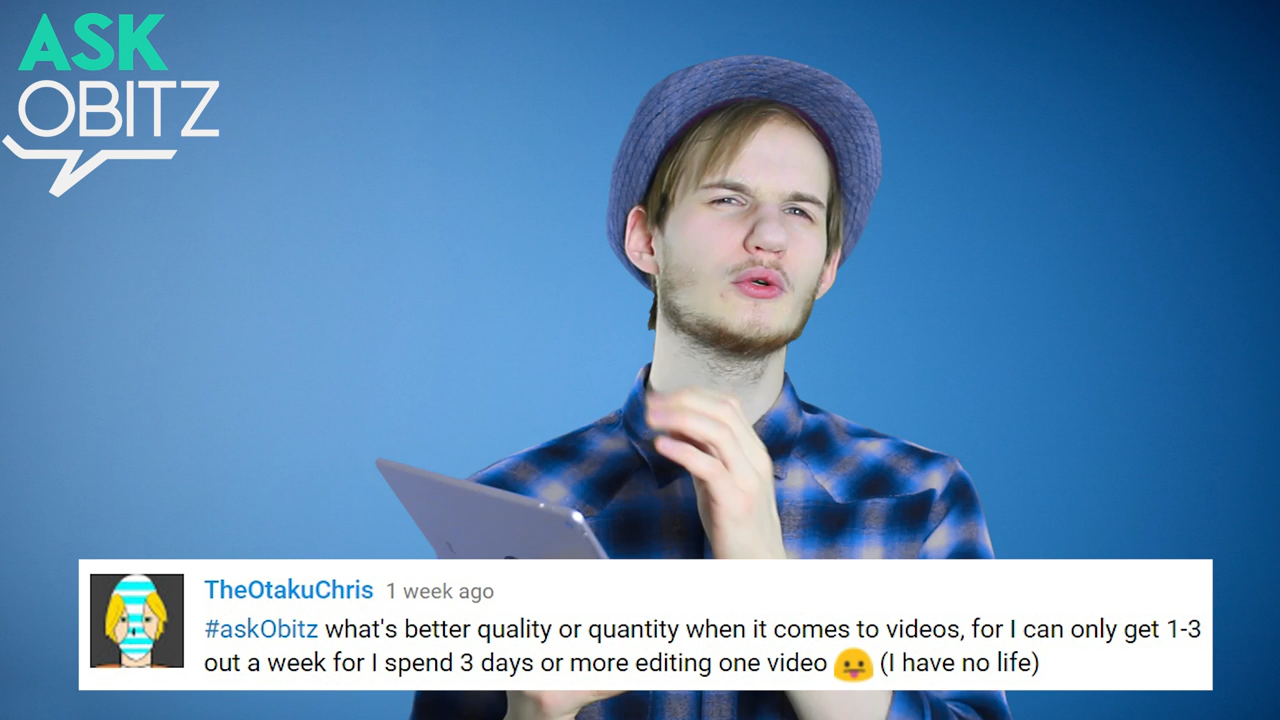 ASK
OBITZ
TheOtakuChris 1 week ago
#askObitz what's better quality or quantity when it comes to videos, for I can only get 1-3
out a week for I spend 3 days or more editing one video 😛 (I have no life)